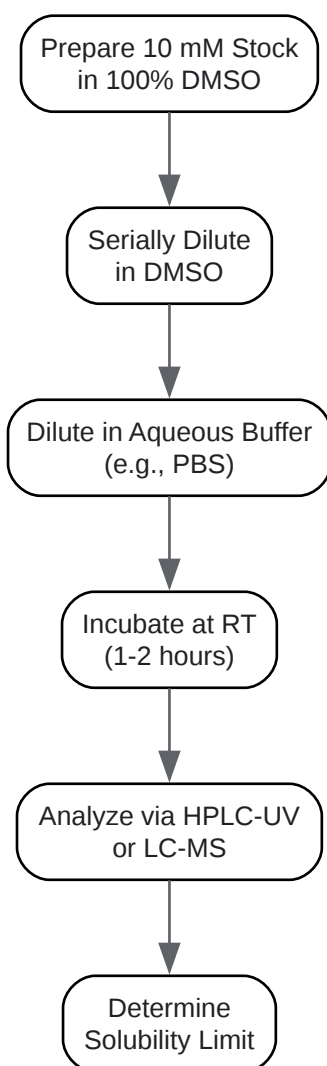 Prepare 10 mM Stock
in 100% DMSO
Serially Dilute
in DMSO
Dilute in Aqueous Buffer
(e.g., PBS)
Incubate at RT
(1-2 hours)
Analyze via HPLC-UV
or LC-MS
Determine
Solubility Limit